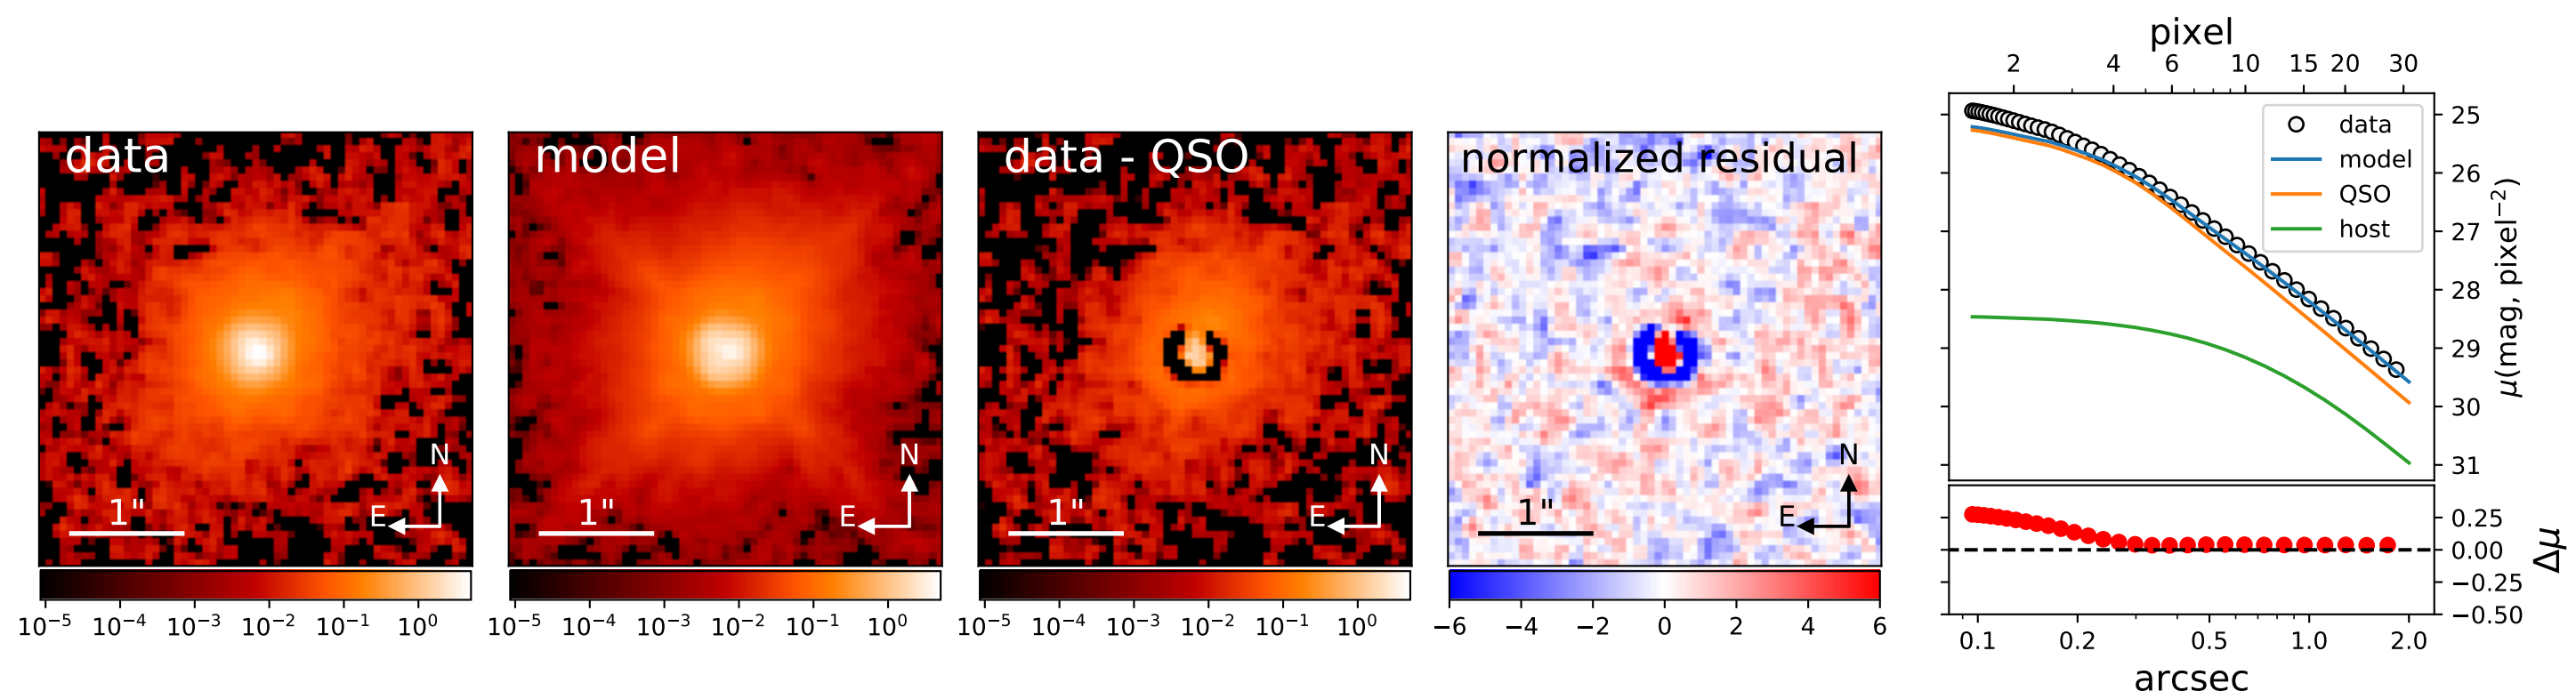 data
N
E
1"
10⁻⁵ 10⁻⁴ 10⁻³ 10⁻² 10⁻¹ 10⁰
model
N
E
1"
10⁻⁵ 10⁻⁴ 10⁻³ 10⁻² 10⁻¹ 10⁰
data - QSO
N
E
1"
10⁻⁵ 10⁻⁴ 10⁻³ 10⁻² 10⁻¹ 10⁰
normalized residual
N
E
1"
−6 −4 −2 0 2 4 6
pixel
2 4 6 10 15 20 30
data
model
QSO
host
25
26
27
28
29
30
31
μ(mag, pixel⁻²)
0.25
0.00
−0.25
−0.50
Δμ
0.1 0.2 0.5 1.0 2.0
arcsec